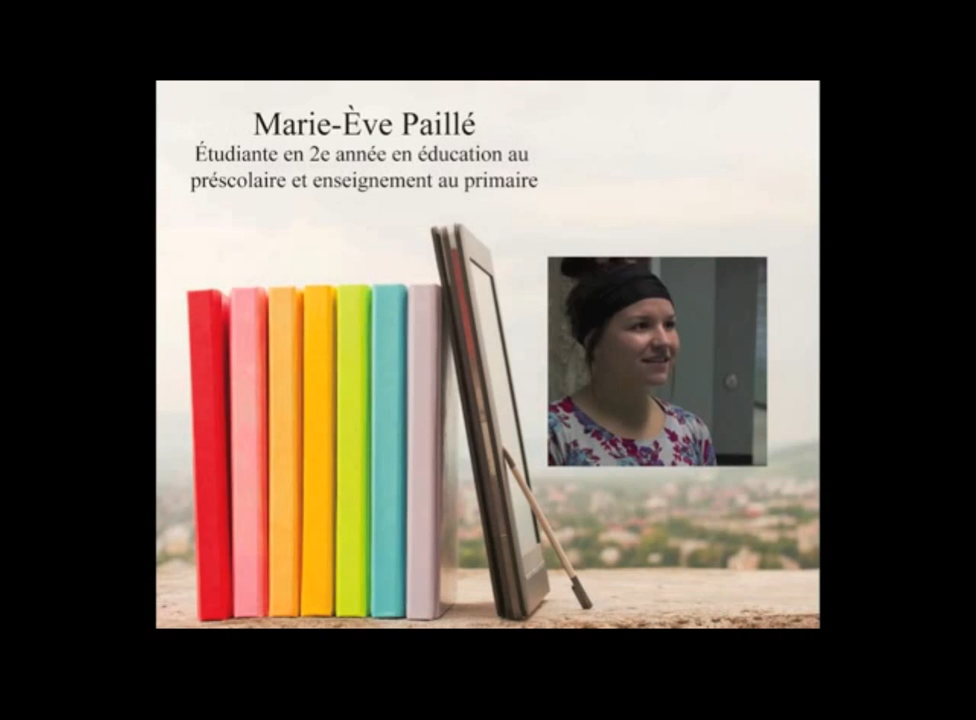 Marie-Ève Paillé
Étudiante en 2e année en éducation au
préscolaire et enseignement au primaire